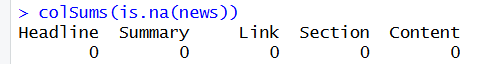 > colSums(is.na(news))
Headline  Summary     Link  Section  Content
       0        0        0        0        0